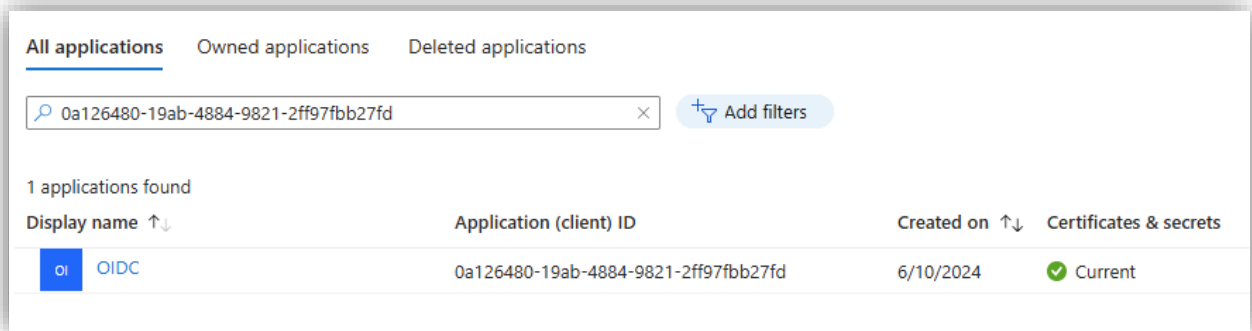 All applications Owned applications Deleted applications
0a126480-19ab-4884-9821-2ff97fbb27fd Add filters
1 applications found
Display name Application (client) ID Created on Certificates & secrets
OI OIDC 0a126480-19ab-4884-9821-2ff97fbb27fd 6/10/2024 Current